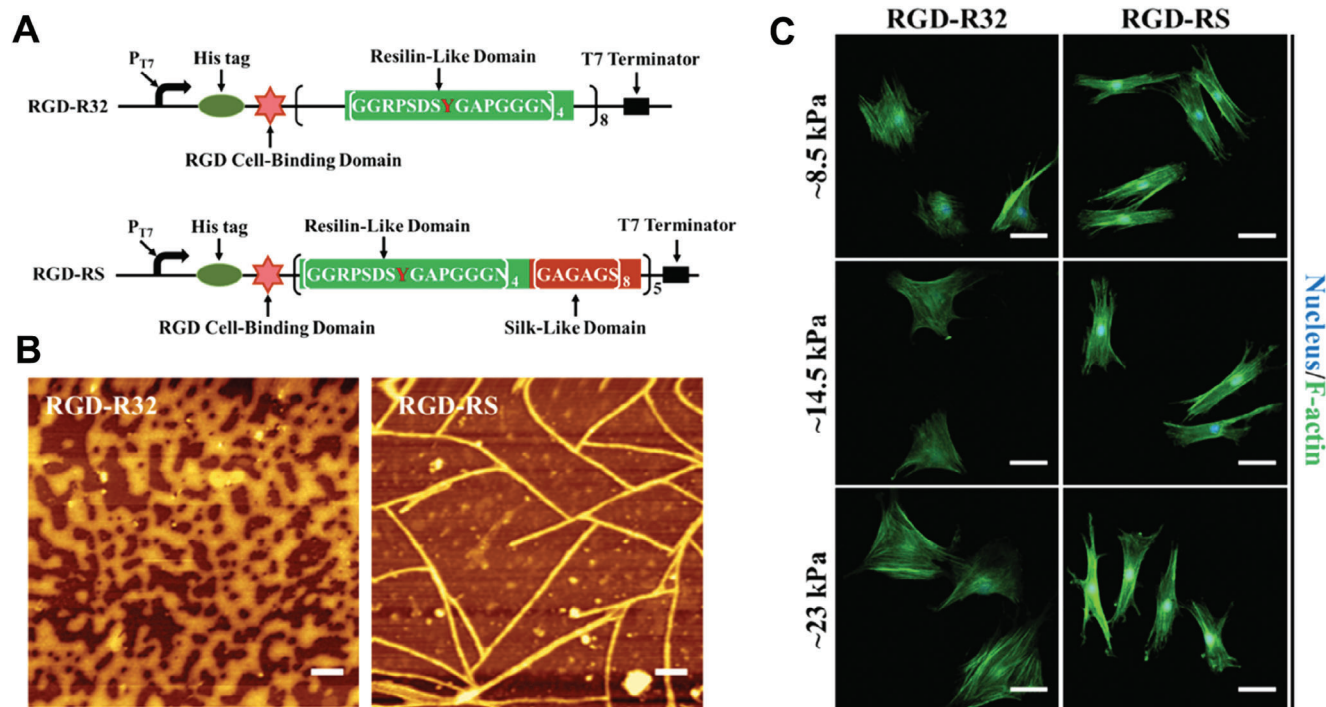 A
P_T7
His tag
Resilin-Like Domain
T7 Terminator
RGD-R32
GGRPSDSYGAPGGGN 4
8
RGD Cell-Binding Domain
P_T7
His tag
Resilin-Like Domain
T7 Terminator
RGD-RS
GGRPSDSYGAPGGGN 4
GAGAGS 8
5
RGD Cell-Binding Domain
Silk-Like Domain
B
RGD-R32
RGD-RS
C
RGD-R32
RGD-RS
~8.5 kPa
~14.5 kPa
~23 kPa
Nucleus/F-actin